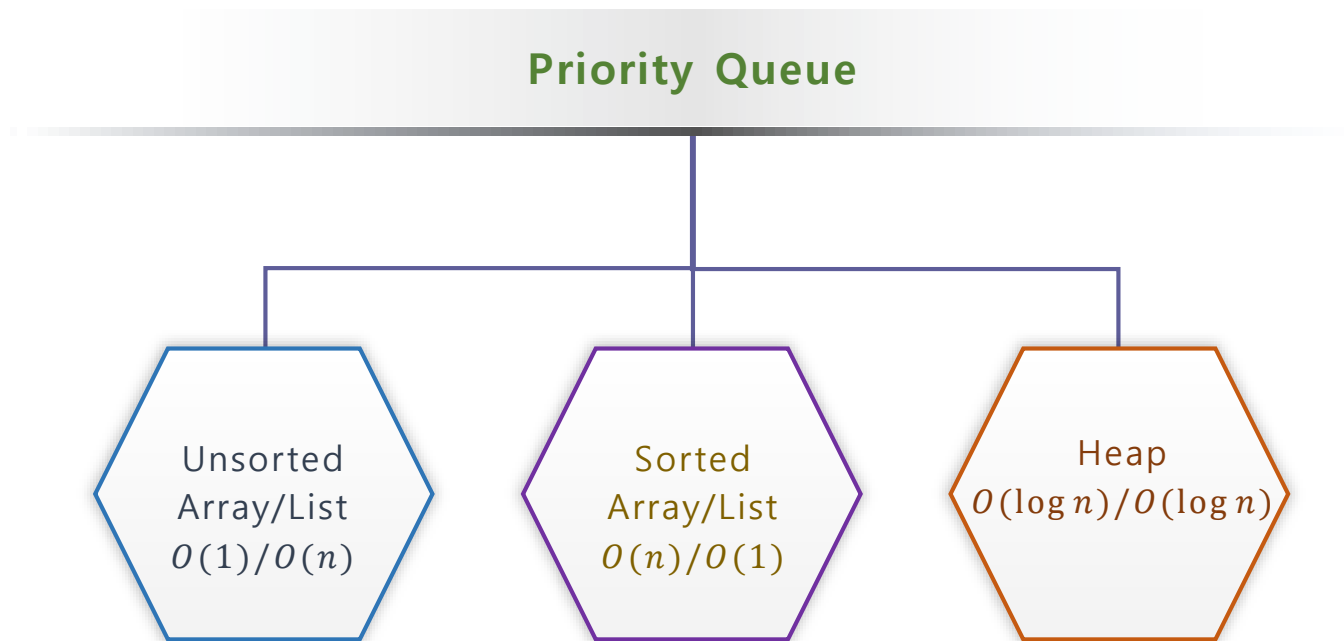 Priority Queue
Unsorted
Array/List
O(1)/O(n)
Sorted
Array/List
O(n)/O(1)
Heap
O(log n)/O(log n)